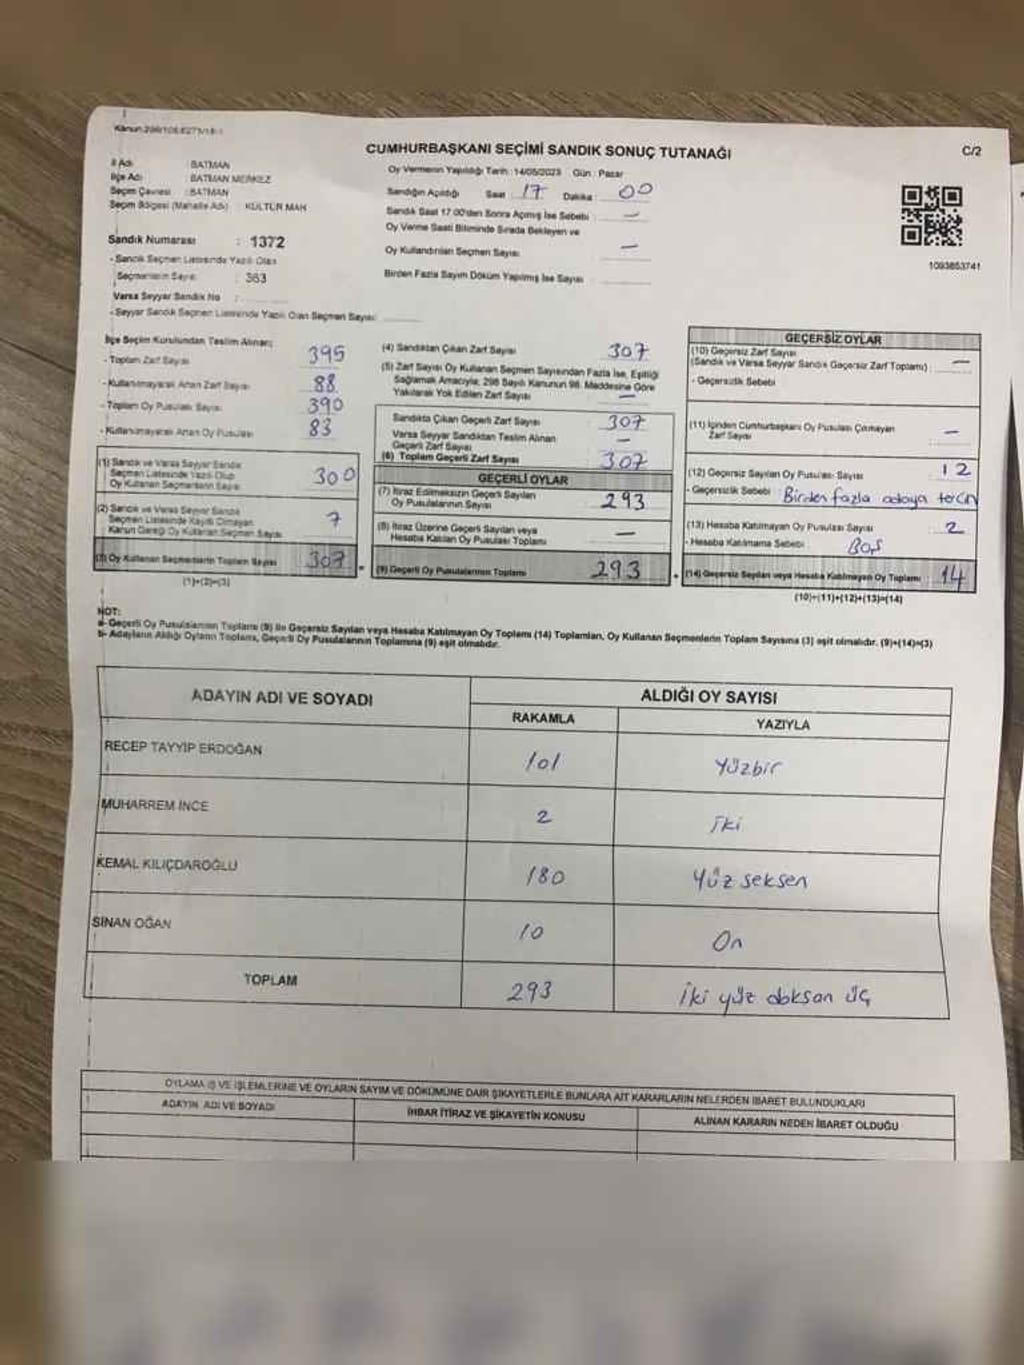 Kanun:298/106,6271/18-1
CUMHURBAŞKANI SEÇİMİ SANDIK SONUÇ TUTANAĞI
C/2
İl Adı : BATMAN
İlçe Adı : BATMAN MERKEZ
Seçim Çevresi : BATMAN
Seçim Bölgesi (Mahalle Adı) : KÜLTÜR MAH
Sandık Numarası : 1372
- Sandık Seçmen Listesinde Yazılı Olan
Seçmenlerin Sayısı : 363
Varsa Seyyar Sandık No :
- Seyyar Sandık Seçmen Listesinde Yazılı Olan Seçmen Sayısı:
Oy Vermenin Yapıldığı Tarih :14/05/2023 Gün : Pazar
Sandığın Açıldığı Saat : 17 Dakika : 00
Sandık Saat 17:00'den Sonra Açılmış İse Sebebi : —
Oy Verme Saati Bitiminde Sırada Bekleyen ve
Oy Kullandırılan Seçmen Sayısı : —
Birden Fazla Sayım Döküm Yapılmış İse Sayısı :
1093853741
İlçe Seçim Kurulundan Teslim Alınan;
- Toplam Zarf Sayısı : 395
- Kullanılmayarak Artan Zarf Sayısı : 88
- Toplam Oy Pusulası Sayısı : 390
- Kullanılmayarak Artan Oy Pusulası : 83
(1) Sandık ve Varsa Seyyar Sandık
Seçmen Listesinde Yazılı Olup
Oy Kullanan Seçmenlerin Sayısı : 300
(2) Sandık ve Varsa Seyyar Sandık
Seçmen Listesinde Kayıtlı Olmayan
Kanun Gereği Oy Kullanan Seçmen Sayısı : 7
(3) Oy Kullanan Seçmenlerin Toplam Sayısı : 307
(1)+(2)=(3)
(4) Sandıktan Çıkan Zarf Sayısı : 307
(5) Zarf Sayısı Oy Kullanan Seçmen Sayısından Fazla İse, Eşitliği
Sağlamak Amacıyla, 298 Sayılı Kanunun 98. Maddesine Göre
Yakılarak Yok Edilen Zarf Sayısı : —
Sandıkta Çıkan Geçerli Zarf Sayısı : 307
Varsa Seyyar Sandıktan Teslim Alınan
Geçerli Zarf Sayısı : —
(6) Toplam Geçerli Zarf Sayısı : 307
GEÇERLİ OYLAR
(7) İtiraz Edilmeksizin Geçerli Sayılan
Oy Pusulalarının Sayısı : 293
(8) İtiraz Üzerine Geçerli Sayılan veya
Hesaba Katılan Oy Pusulası Toplamı : —
(9) Geçerli Oy Pusulalarının Toplamı : 293
GEÇERSİZ OYLAR
(10) Geçersiz Zarf Sayısı
(Sandık ve Varsa Seyyar Sandık Geçersiz Zarf Toplamı) : —
- Geçersizlik Sebebi :
(11) İçinden Cumhurbaşkanı Oy Pusulası Çıkmayan
Zarf Sayısı : —
(12) Geçersiz Sayılan Oy Pusulası Sayısı : 12
- Geçersizlik Sebebi : Birden fazla adaya tercih
(13) Hesaba Katılmayan Oy Pusulası Sayısı : 2
- Hesaba Katılmama Sebebi : BOŞ
(14) Geçersiz Sayılan veya Hesaba Katılmayan Oy Toplamı : 14
(10)+(11)+(12)+(13)=(14)
NOT:
a- Geçerli Oy Pusulalarının Toplamı (9) ile Geçersiz Sayılan veya Hesaba Katılmayan Oy Toplamı (14) Toplamları, Oy Kullanan Seçmenlerin Toplam Sayısına (3) eşit olmalıdır. (9)+(14)=(3)
b- Adayların Aldığı Oyların Toplamı, Geçerli Oy Pusulalarının Toplamına (9) eşit olmalıdır.
ADAYIN ADI VE SOYADI
ALDIĞI OY SAYISI
RAKAMLA YAZIYLA
RECEP TAYYİP ERDOĞAN 101 Yüzbir
MUHARREM İNCE 2 İki
KEMAL KILIÇDAROĞLU 180 Yüz seksen
SİNAN OĞAN 10 On
TOPLAM 293 İki yüz doksan üç
OYLAMA İŞ VE İŞLEMLERİNE VE OYLARIN SAYIM VE DÖKÜMÜNE DAİR ŞİKAYETLERLE BUNLARA AİT KARARLARIN NELERDEN İBARET BULUNDUKLARI
ADAYIN ADI VE SOYADI İHBAR İTİRAZ VE ŞİKAYETİN KONUSU ALINAN KARARIN NEDEN İBARET OLDUĞU